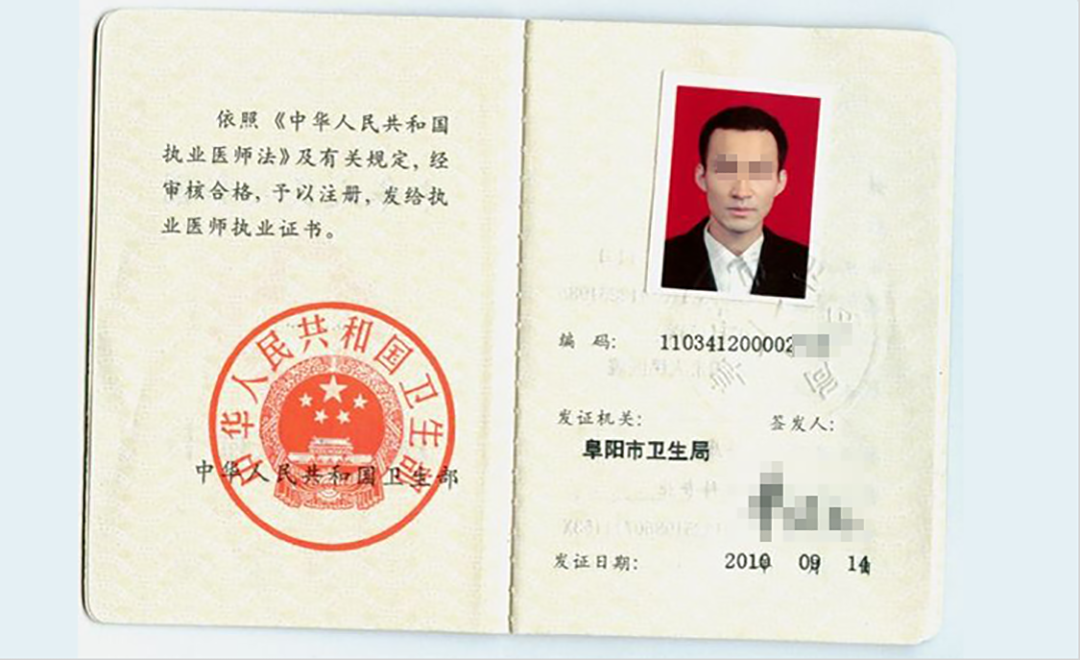 依照《中华人民共和国
执业医师法》及有关规定,经
审核合格,予以注册,发给执
业医师执业证书。
中华人民共和国卫生部
中华人民共和国卫生部
编 码: 110341200002
发证机关: 签发人:
阜阳市卫生局
发证日期: 2010 09 14